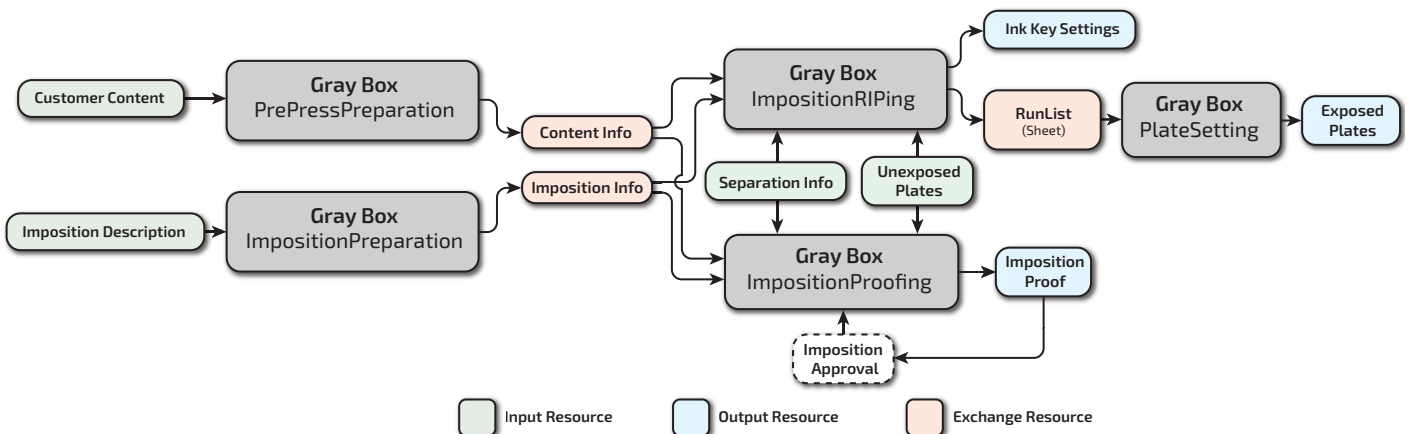 Customer Content
Gray Box
PrePressPreparation
Content Info
Imposition Description
Gray Box
ImpositionPreparation
Imposition Info
Gray Box
ImpositionRIPing
Ink Key Settings
RunList
(Sheet)
Gray Box
PlateSetting
Exposed
Plates
Separation Info
Unexposed
Plates
Gray Box
ImpositionProofing
Imposition
Proof
Imposition
Approval
Input Resource
Output Resource
Exchange Resource